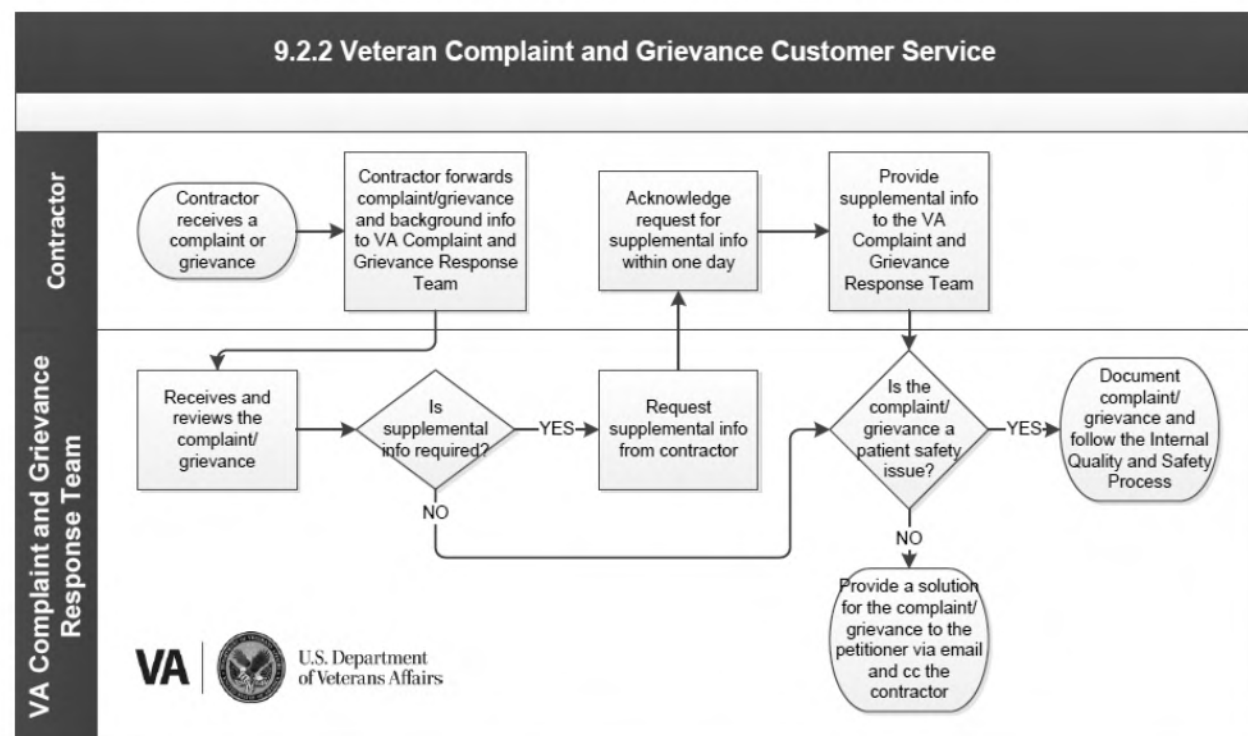 9.2.2 Veteran Complaint and Grievance Customer Service
Contractor
Contractor
receives a
complaint or
grievance
Contractor forwards
complaint/grievance
and background info
to VA Complaint and
Grievance Response
Team
Acknowledge
request for
supplemental info
within one day
Provide
supplemental info
to the VA
Complaint and
Grievance
Response Team
VA Complaint and Grievance
Response Team
Receives and
reviews the
complaint/
grievance
Is
supplemental
info required?
YES
NO
Request
supplemental info
from contractor
Is the
complaint/
grievance a
patient safety
issue?
YES
NO
Document
complaint/
grievance and
follow the Internal
Quality and Safety
Process
Provide a solution
for the complaint/
grievance to the
petitioner via email
and cc the
contractor
VA
U.S. Department
of Veterans Affairs